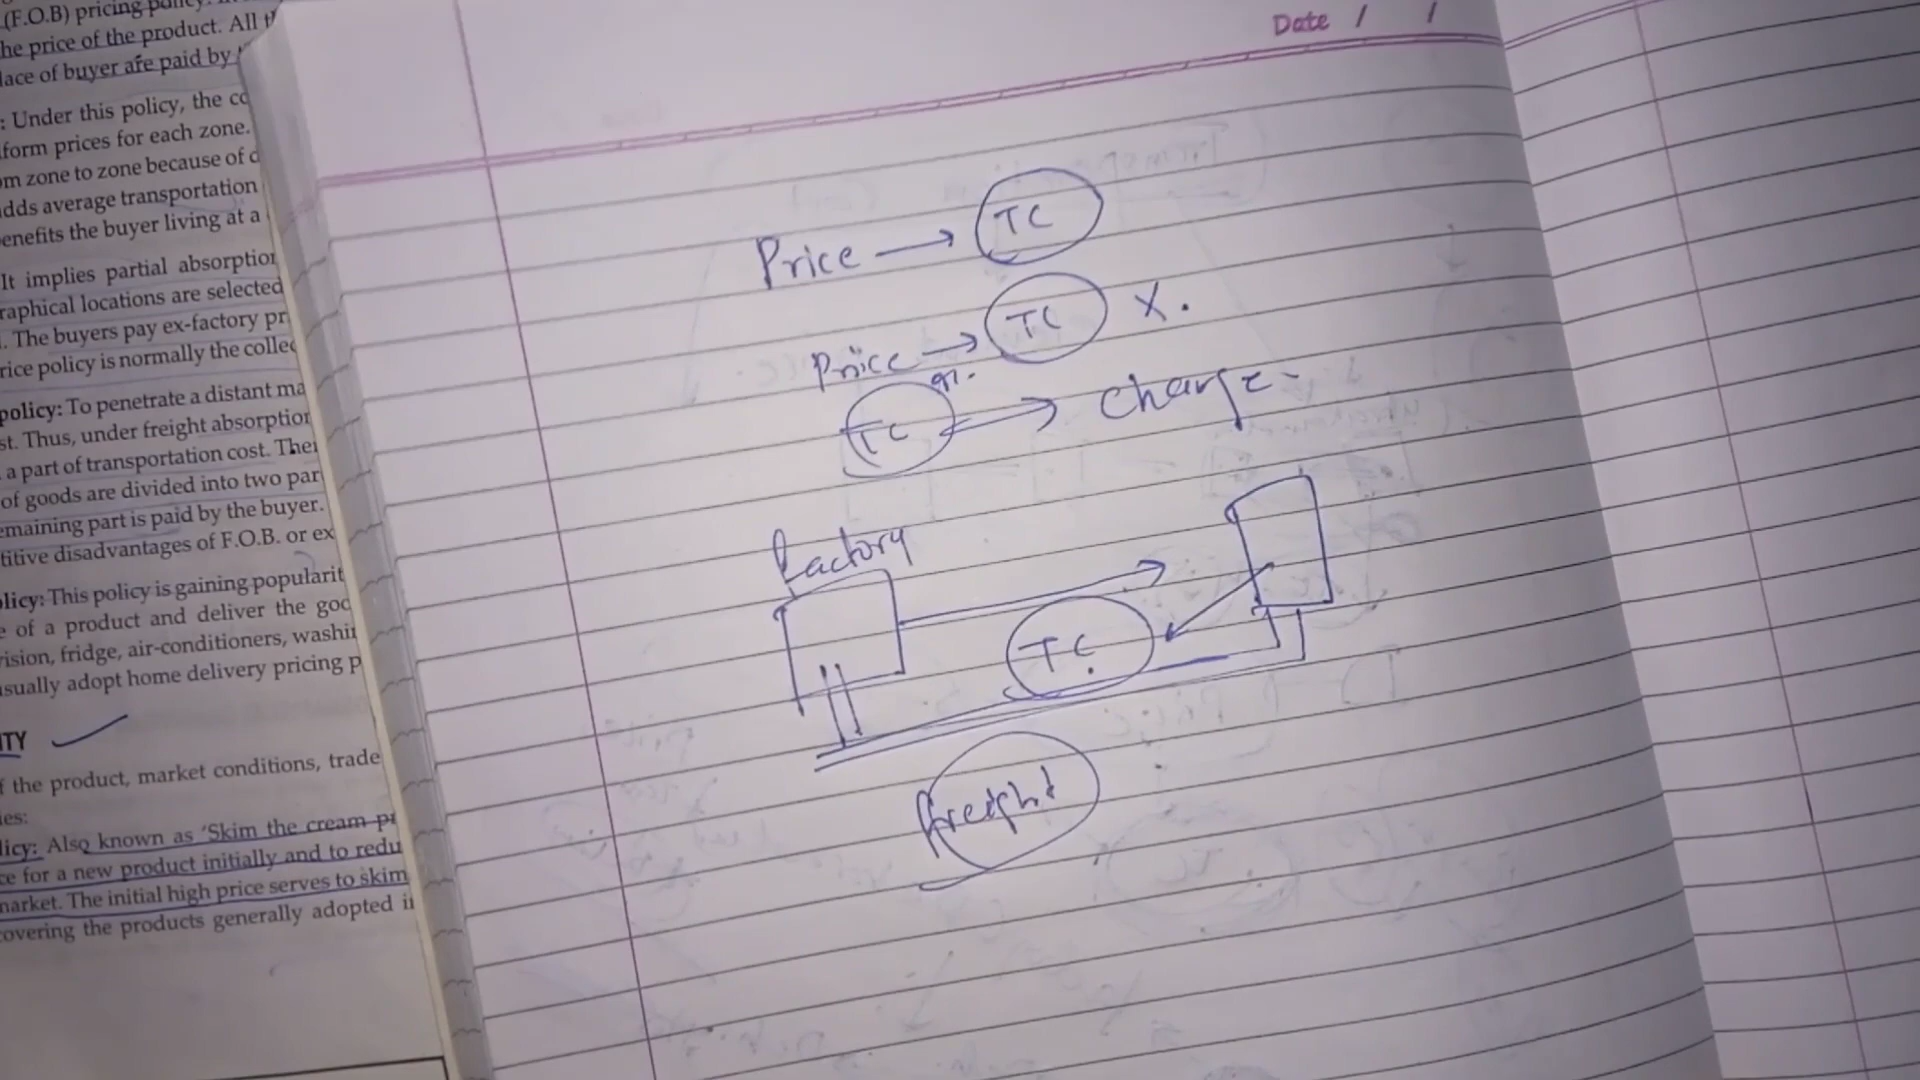 (F.O.B) pricing policy.
he price of the product. All
lace of buyer are paid by
: Under this policy, the co
form prices for each zone.
om zone to zone because of d
dds average transportation
enefits the buyer living at a
It implies partial absorption
raphical locations are selected
. The buyers pay ex-factory pr
rice policy is normally the collec
policy: To penetrate a distant ma
st. Thus, under freight absorption
a part of transportation cost. Ther
of goods are divided into two par
emaining part is paid by the buyer.
titive disadvantages of F.O.B. or ex
licy: This policy is gaining popularit
e of a product and deliver the goo
vision, fridge, air-conditioners, washin
usually adopt home delivery pricing p
ITY
f the product, market conditions, trade
ies:
licy: Also known as 'Skim the cream pr
ce for a new product initially and to redu
market. The initial high price serves to skim
covering the products generally adopted i
Date / /
Price → TC
Price → TC X.
TC → Charge
Factory
TC
Freight